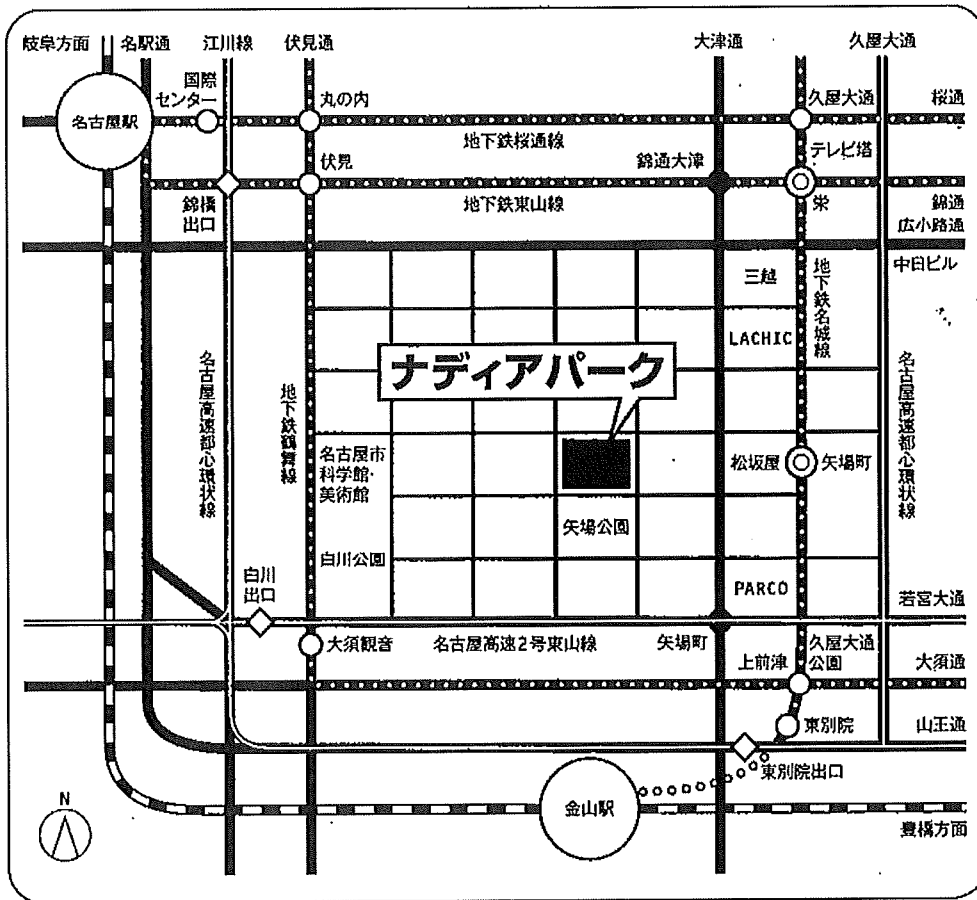 岐阜方面
名駅通
江川線
伏見通
大津通
久屋大通
国際
センター
名古屋駅
丸の内
久屋大通
桜通
地下鉄桜通線
テレビ塔
伏見
錦通大津
錦橋
出口
地下鉄東山線
栄
錦通
広小路通
三越
中日ビル
地下鉄名城線
LACHIC
名古屋高速都心環状線
ナディアパーク
名古屋高速都心環状線
地下鉄鶴舞線
名古屋市
科学館・
美術館
松坂屋
矢場町
矢場公園
白川公園
白川
出口
PARCO
若宮大通
大須観音
名古屋高速2号東山線
矢場町
久屋大通
公園
上前津
大須通
東別院
山王通
東別院出口
N
金山駅
豊橋方面